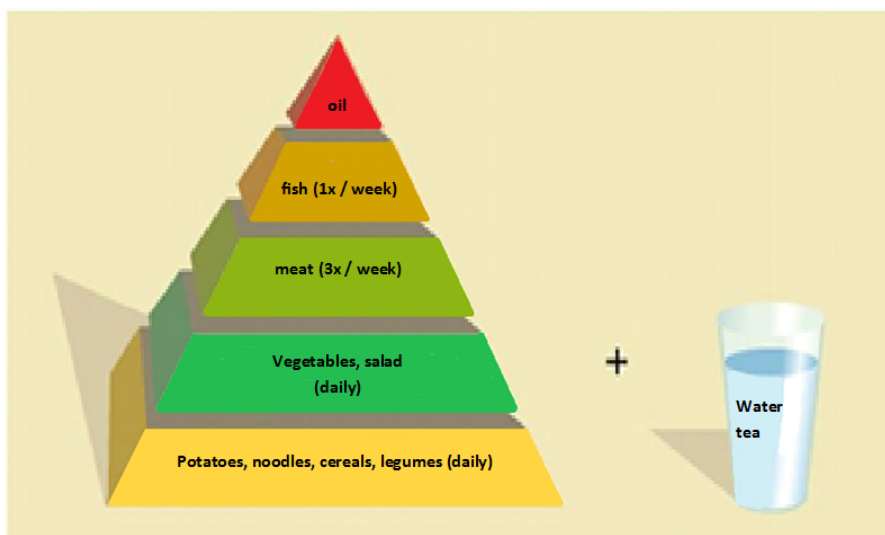 oil
fish (1x / week)
meat (3x / week)
Vegetables, salad
(daily)
+
Water
tea
Potatoes, noodles, cereals, legumes (daily)